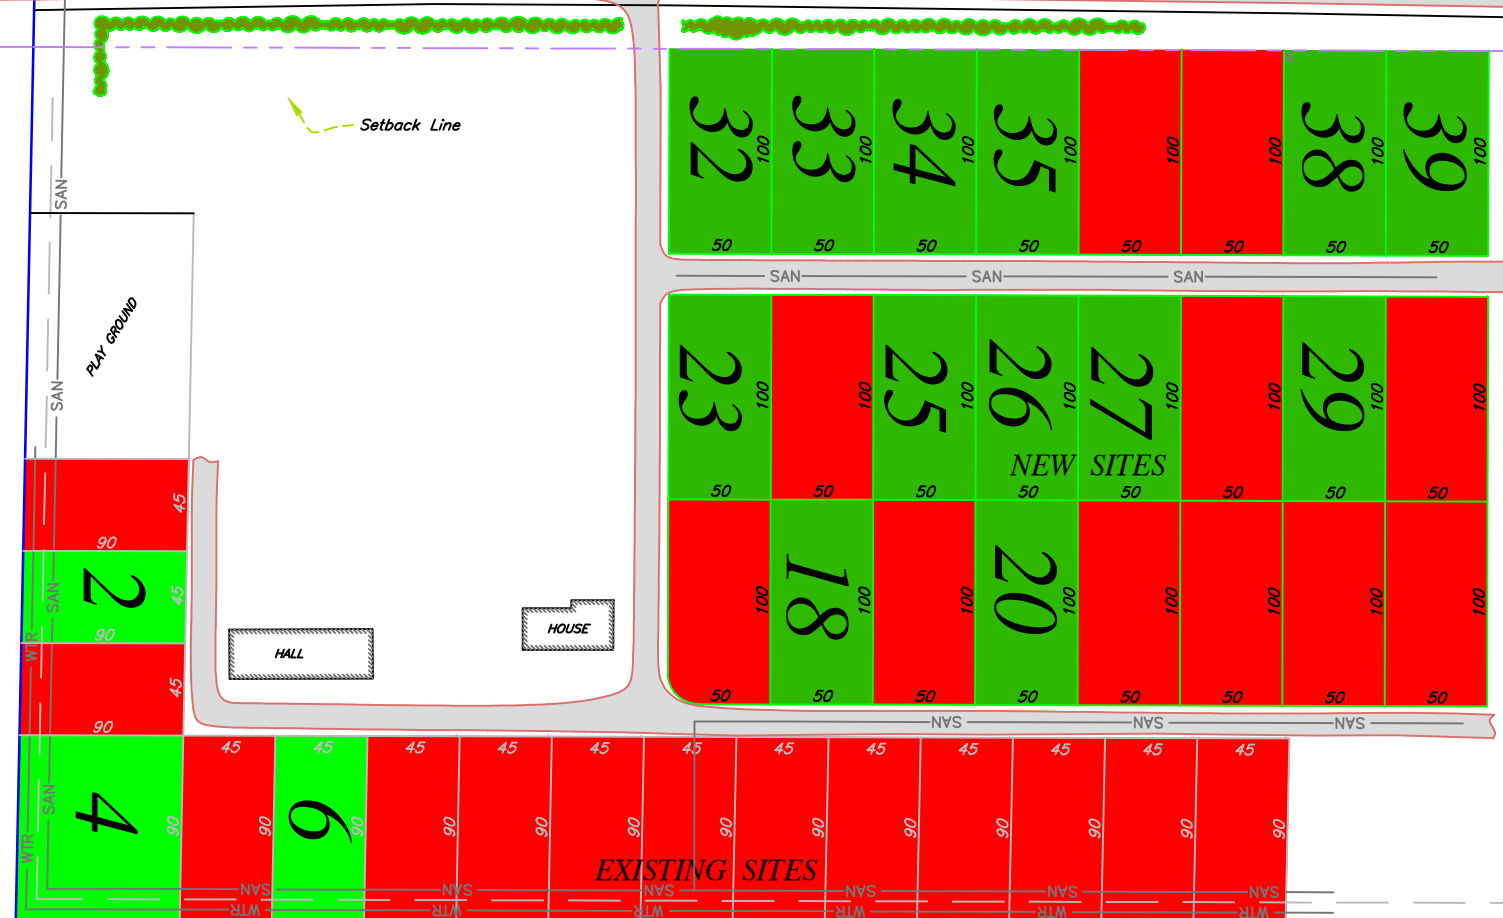 Setback Line
32 33 34 35 38 39
100 100 100 100 100 100 100 100
50 50 50 50 50 50 50 50
SAN
SAN SAN SAN
PLAY GROUND
SAN
23 25 26 27 29
100 100 100 100 100 100 100
NEW SITES
50 50 50 50 50 50 50 50
45
90
2
45
SAN
90
WTR
45
90
18 20
100 100 100 100 100 100 100
50 50 50 50 50 50 50 50
HALL
HOUSE
SAN SAN SAN
45 45 45 45 45 45 45 45 45 45 45 45
4 6
SAN
WTR
90 90 90 90 90 90 90 90 90 90 90 90 90
EXISTING SITES
SAN SAN SAN SAN SAN SAN
WTR WTR WTR WTR WTR WTR